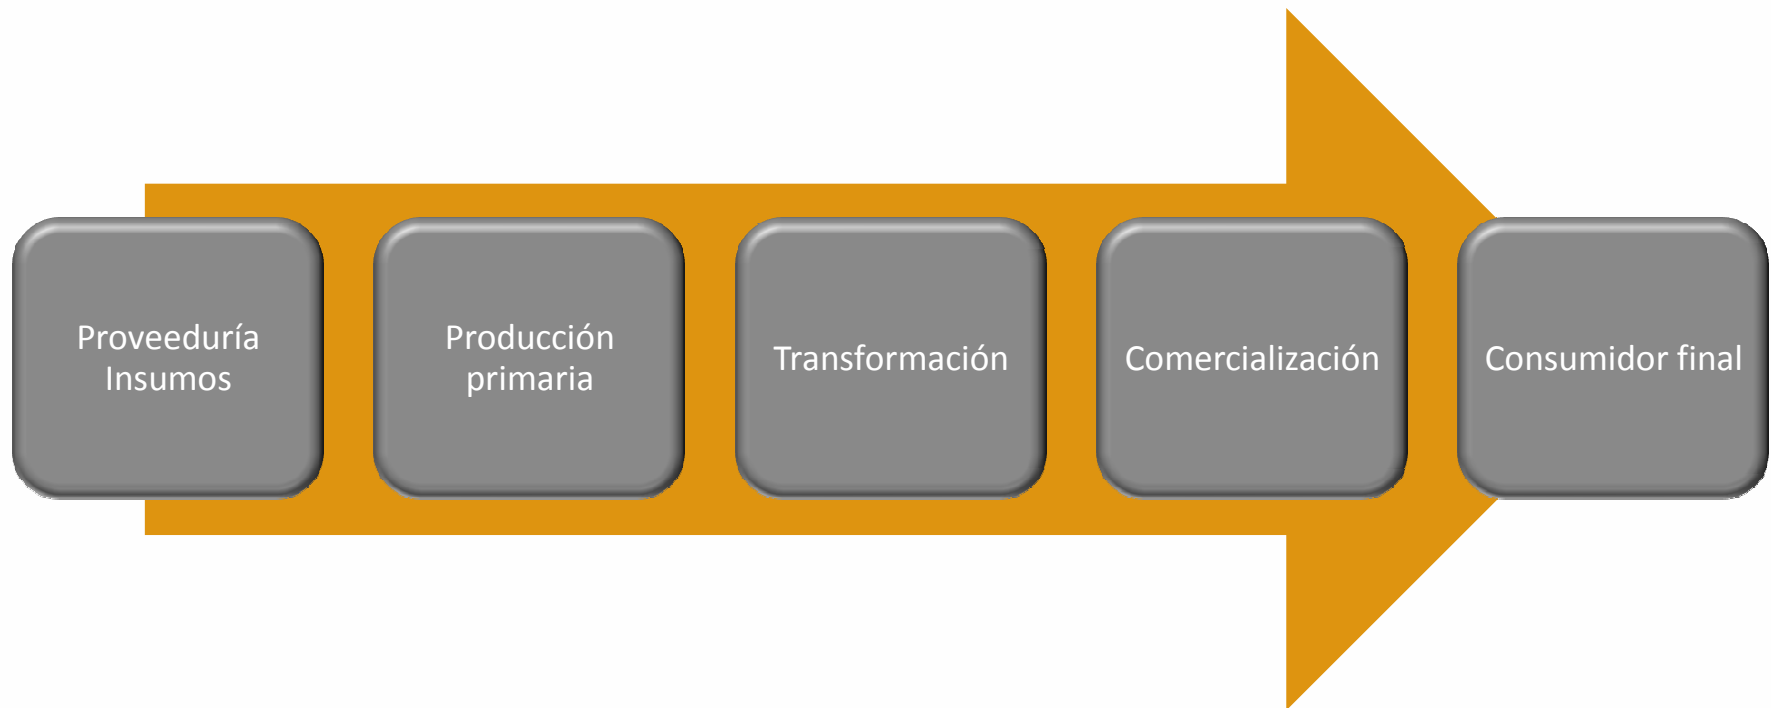 Proveeduría
Insumos
Producción
primaria
Transformación
Comercialización
Consumidor final